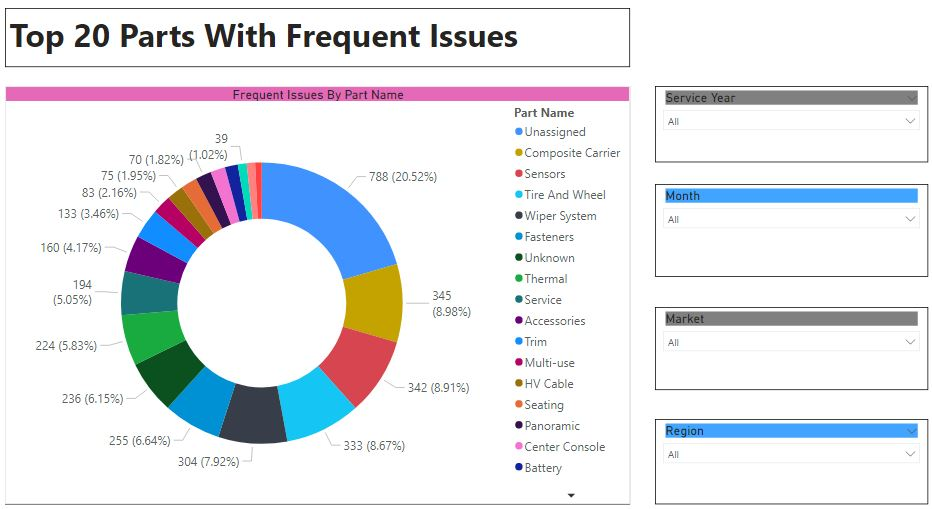 Top 20 Parts With Frequent Issues
Frequent Issues By Part Name
39
(1.02%)
70 (1.82%)
75 (1.95%)
83 (2.16%)
133 (3.46%)
160 (4.17%)
194
(5.05%)
224 (5.83%)
236 (6.15%)
255 (6.64%)
304 (7.92%)
333 (8.67%)
342 (8.91%)
345
(8.98%)
788 (20.52%)
Part Name
Unassigned
Composite Carrier
Sensors
Tire And Wheel
Wiper System
Fasteners
Unknown
Thermal
Service
Accessories
Trim
Multi-use
HV Cable
Seating
Panoramic
Center Console
Battery
Service Year
All
Month
All
Market
All
Region
All